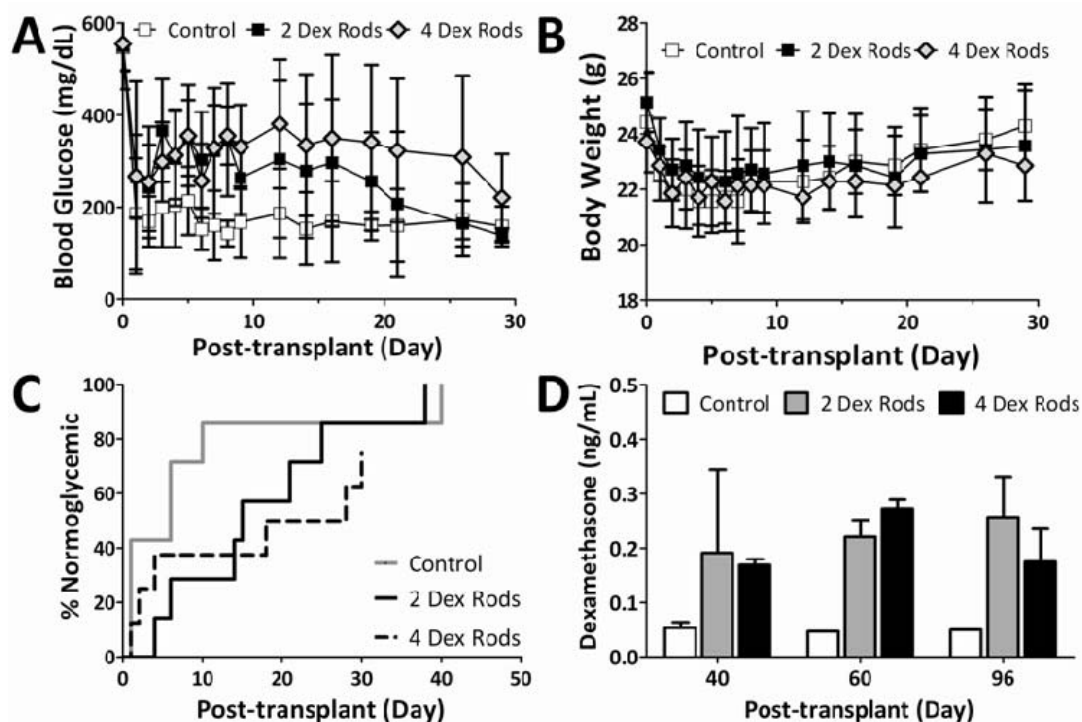 A
Blood Glucose (mg/dL)
Control 2 Dex Rods 4 Dex Rods
600
400
200
0
0 10 20 30
Post-transplant (Day)
B
Body Weight (g)
Control 2 Dex Rods 4 Dex Rods
26
24
22
20
18
0 10 20 30
Post-transplant (Day)
C
% Normoglycemic
100
80
60
40
20
0
Control
2 Dex Rods
4 Dex Rods
0 10 20 30 40 50
Post-transplant (Day)
D
Dexamethasone (ng/mL)
Control 2 Dex Rods 4 Dex Rods
0.5
0.4
0.3
0.2
0.1
0.0
40 60 96
Post-transplant (Day)